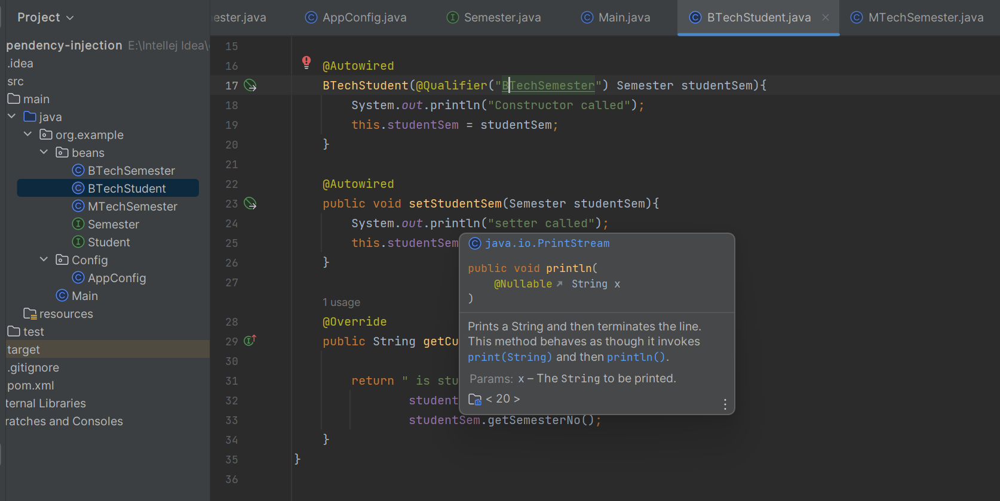 Project
ester.java
AppConfig.java
Semester.java
Main.java
BTechStudent.java
MTechSemester.java
pendency-injection E:\Intellej Idea\
.idea
src
main
java
org.example
beans
BTechSemester
BTechStudent
MTechSemester
Semester
Student
Config
AppConfig
Main
resources
test
target
.gitignore
pom.xml
ternal Libraries
ratches and Consoles
15
16 @Autowired
17 BTechStudent(@Qualifier("BTechSemester") Semester studentSem){
18 System.out.println("Constructor called");
19 this.studentSem = studentSem;
20 }
21
22 @Autowired
23 public void setStudentSem(Semester studentSem){
24 System.out.println("setter called");
25 this.studentSem
26 }
27
1 usage
28 @Override
29 public String getCu
30
31 return " is stu
32 student
33 studentSem.getSemesterNo();
34 }
35 }
36
java.io.PrintStream
public void println(
@Nullable String x
)
Prints a String and then terminates the line.
This method behaves as though it invokes
print(String) and then println().
Params: x – The String to be printed.
< 20 >